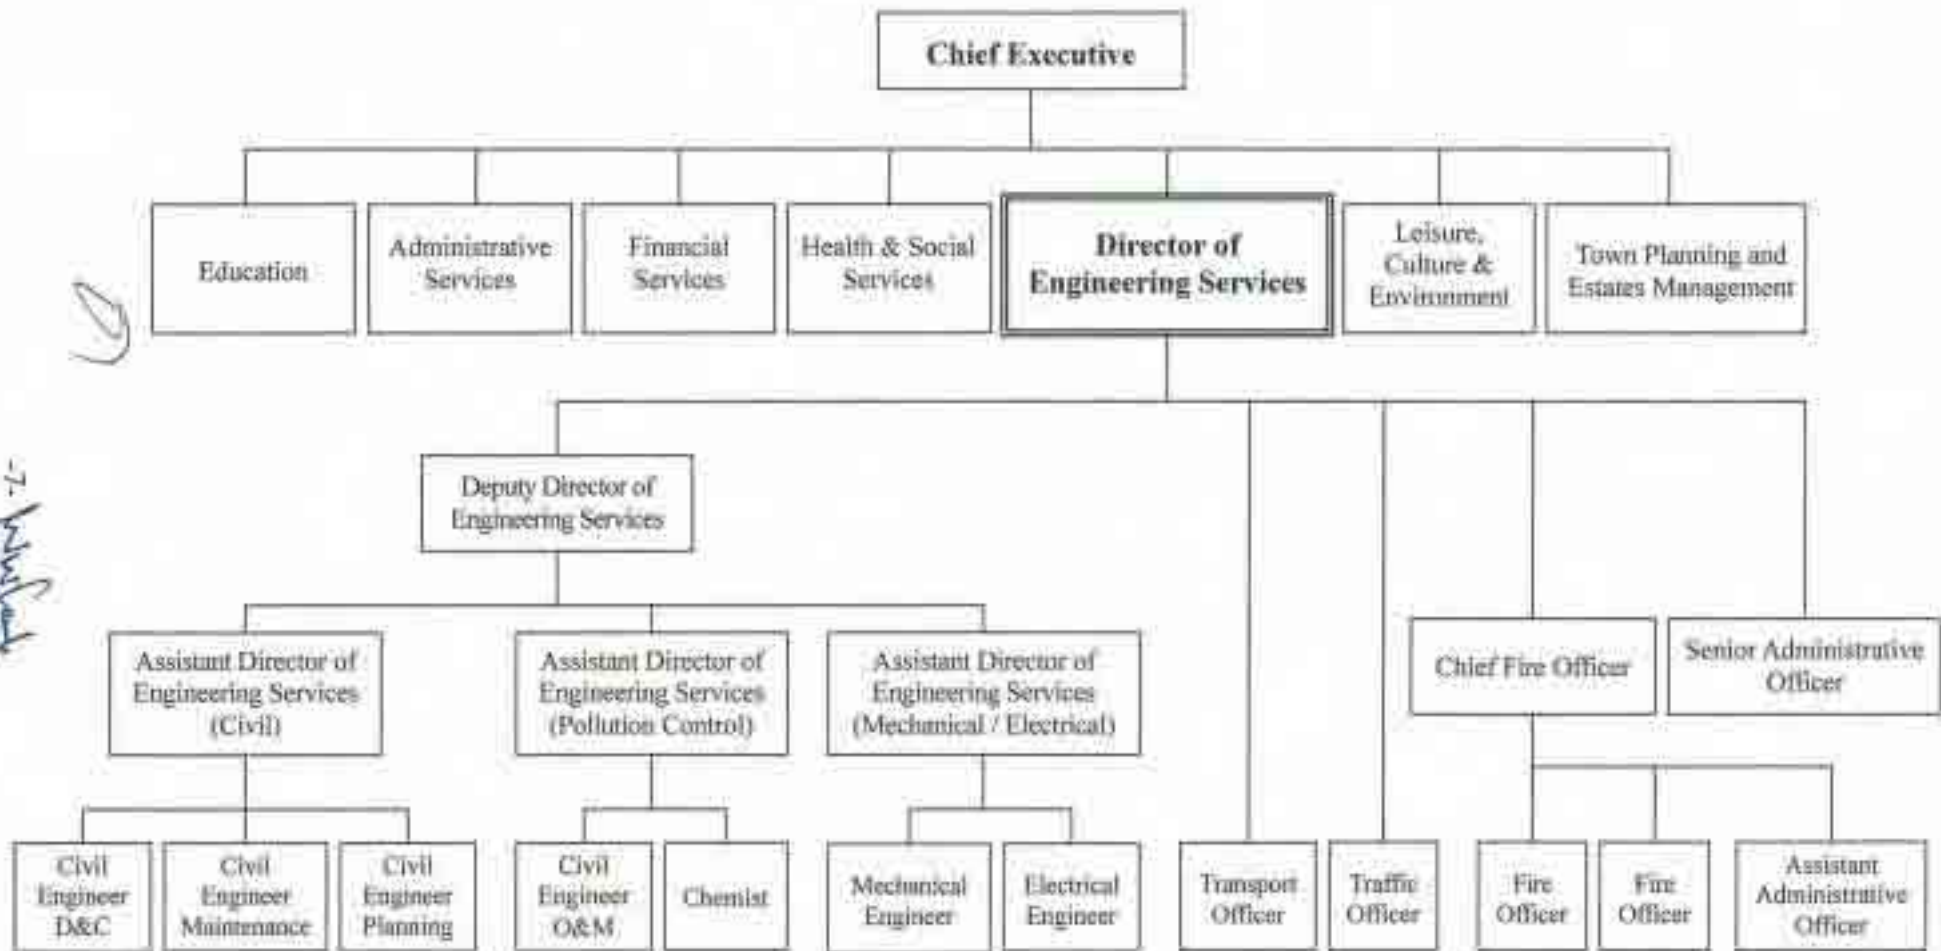 Chief Executive
Education
Administrative
Services
Financial
Services
Health & Social
Services
Director of
Engineering Services
Leisure,
Culture &
Environment
Town Planning and
Estates Management
Deputy Director of
Engineering Services
Assistant Director of
Engineering Services
(Civil)
Assistant Director of
Engineering Services
(Pollution Control)
Assistant Director of
Engineering Services
(Mechanical / Electrical)
Chief Fire Officer
Senior Administrative
Officer
Civil
Engineer
D&C
Civil
Engineer
Maintenance
Civil
Engineer
Planning
Civil
Engineer
O&M
Chemist
Mechanical
Engineer
Electrical
Engineer
Transport
Officer
Traffic
Officer
Fire
Officer
Fire
Officer
Assistant
Administrative
Officer
-7-